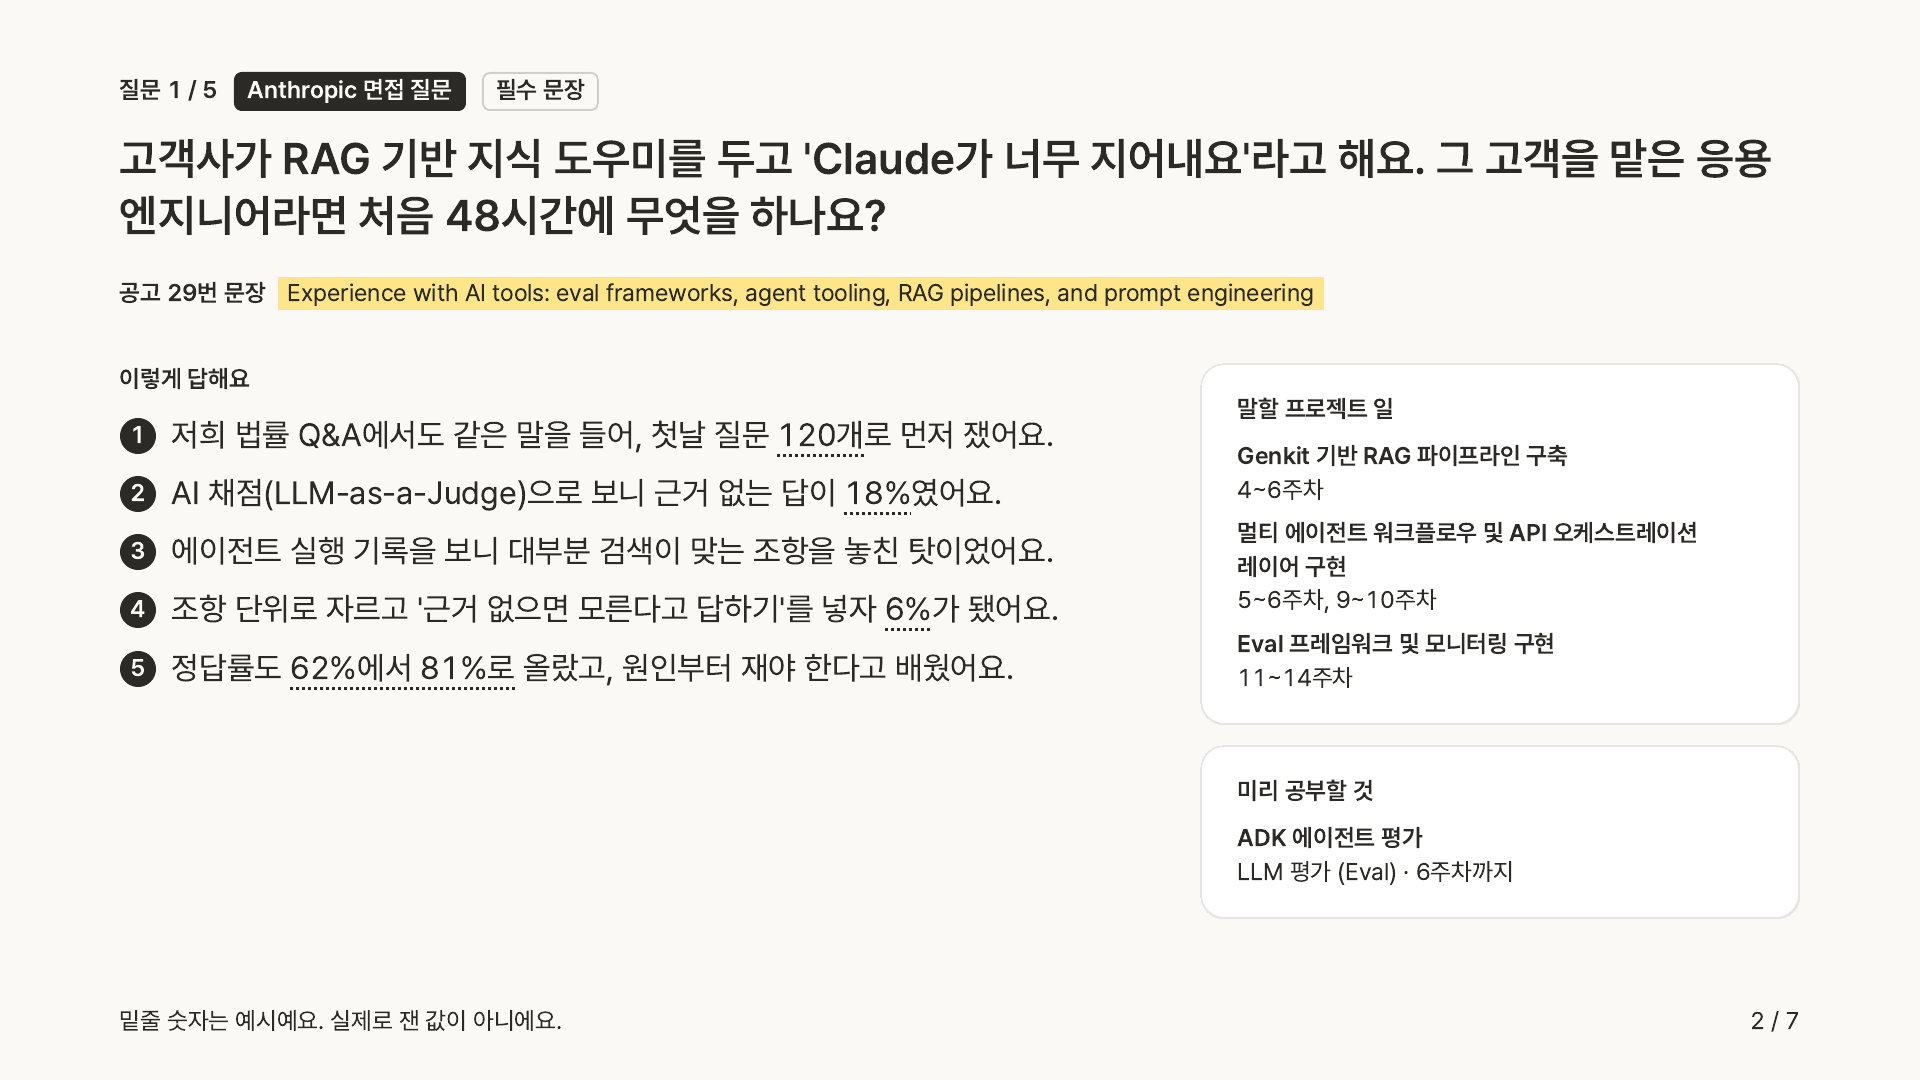 질문 1 / 5 Anthropic 면접 질문 필수 문장
고객사가 RAG 기반 지식 도우미를 두고 'Claude가 너무 지어내요'라고 해요. 그 고객을 맡은 응용
엔지니어라면 처음 48시간에 무엇을 하나요?
공고 29번 문장 Experience with AI tools: eval frameworks, agent tooling, RAG pipelines, and prompt engineering
이렇게 답해요
1 저희 법률 Q&A에서도 같은 말을 들어, 첫날 질문 120개로 먼저 쟀어요.
2 AI 채점(LLM-as-a-Judge)으로 보니 근거 없는 답이 18%였어요.
3 에이전트 실행 기록을 보니 대부분 검색이 맞는 조항을 놓친 탓이었어요.
4 조항 단위로 자르고 '근거 없으면 모른다고 답하기'를 넣자 6%가 됐어요.
5 정답률도 62%에서 81%로 올랐고, 원인부터 재야 한다고 배웠어요.
말할 프로젝트 일
Genkit 기반 RAG 파이프라인 구축
4~6주차
멀티 에이전트 워크플로우 및 API 오케스트레이션
레이어 구현
5~6주차, 9~10주차
Eval 프레임워크 및 모니터링 구현
11~14주차
미리 공부할 것
ADK 에이전트 평가
LLM 평가 (Eval) · 6주차까지
밑줄 숫자는 예시예요. 실제로 잰 값이 아니에요.
2 / 7